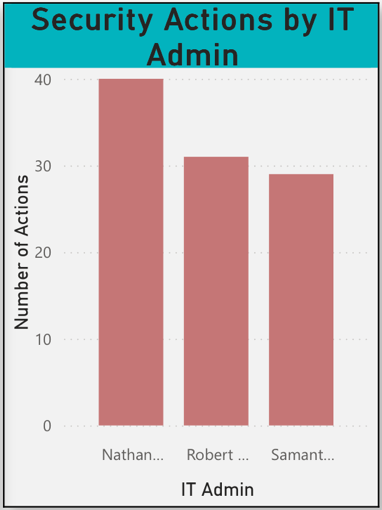 Security Actions by IT
Admin
Number of Actions
40
30
20
10
0
Nathan...
Robert ...
Samant...
IT Admin